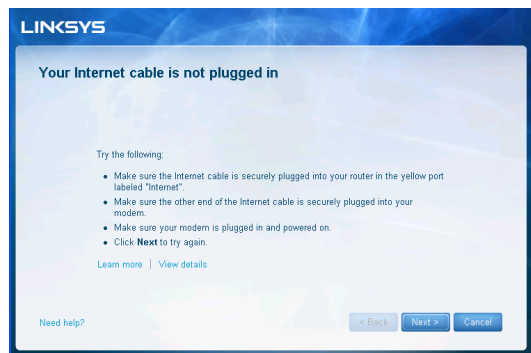 LINKSYS
Your Internet cable is not plugged in
Try the following:
• Make sure the Internet cable is securely plugged into your router in the yellow port
labeled "Internet".
• Make sure the other end of the Internet cable is securely plugged into your
modem.
• Make sure your modem is plugged in and powered on.
• Click Next to try again.
Learn more | View details
Need help? < Back Next > Cancel